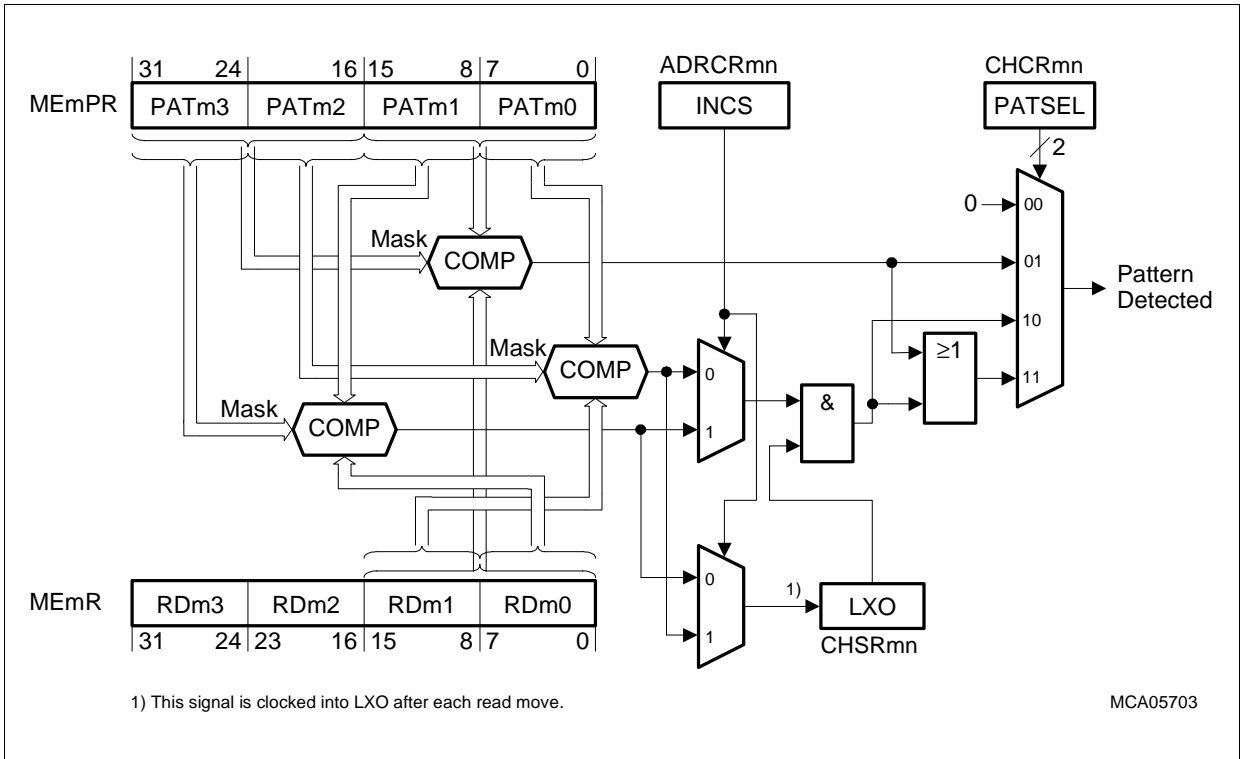 31 24 16 15 8 7 0
MEmPR PATm3 PATm2 PATm1 PATm0
ADRCRmn
INCS
CHCRmn
PATSEL
2
0
00
01
10
11
Pattern
Detected
Mask
COMP
Mask
COMP
Mask
COMP
0
1
&
≥1
0
1
1)
LXO
CHSRmn
MEmR RDm3 RDm2 RDm1 RDm0
31 24 23 16 15 8 7 0
1) This signal is clocked into LXO after each read move.
MCA05703